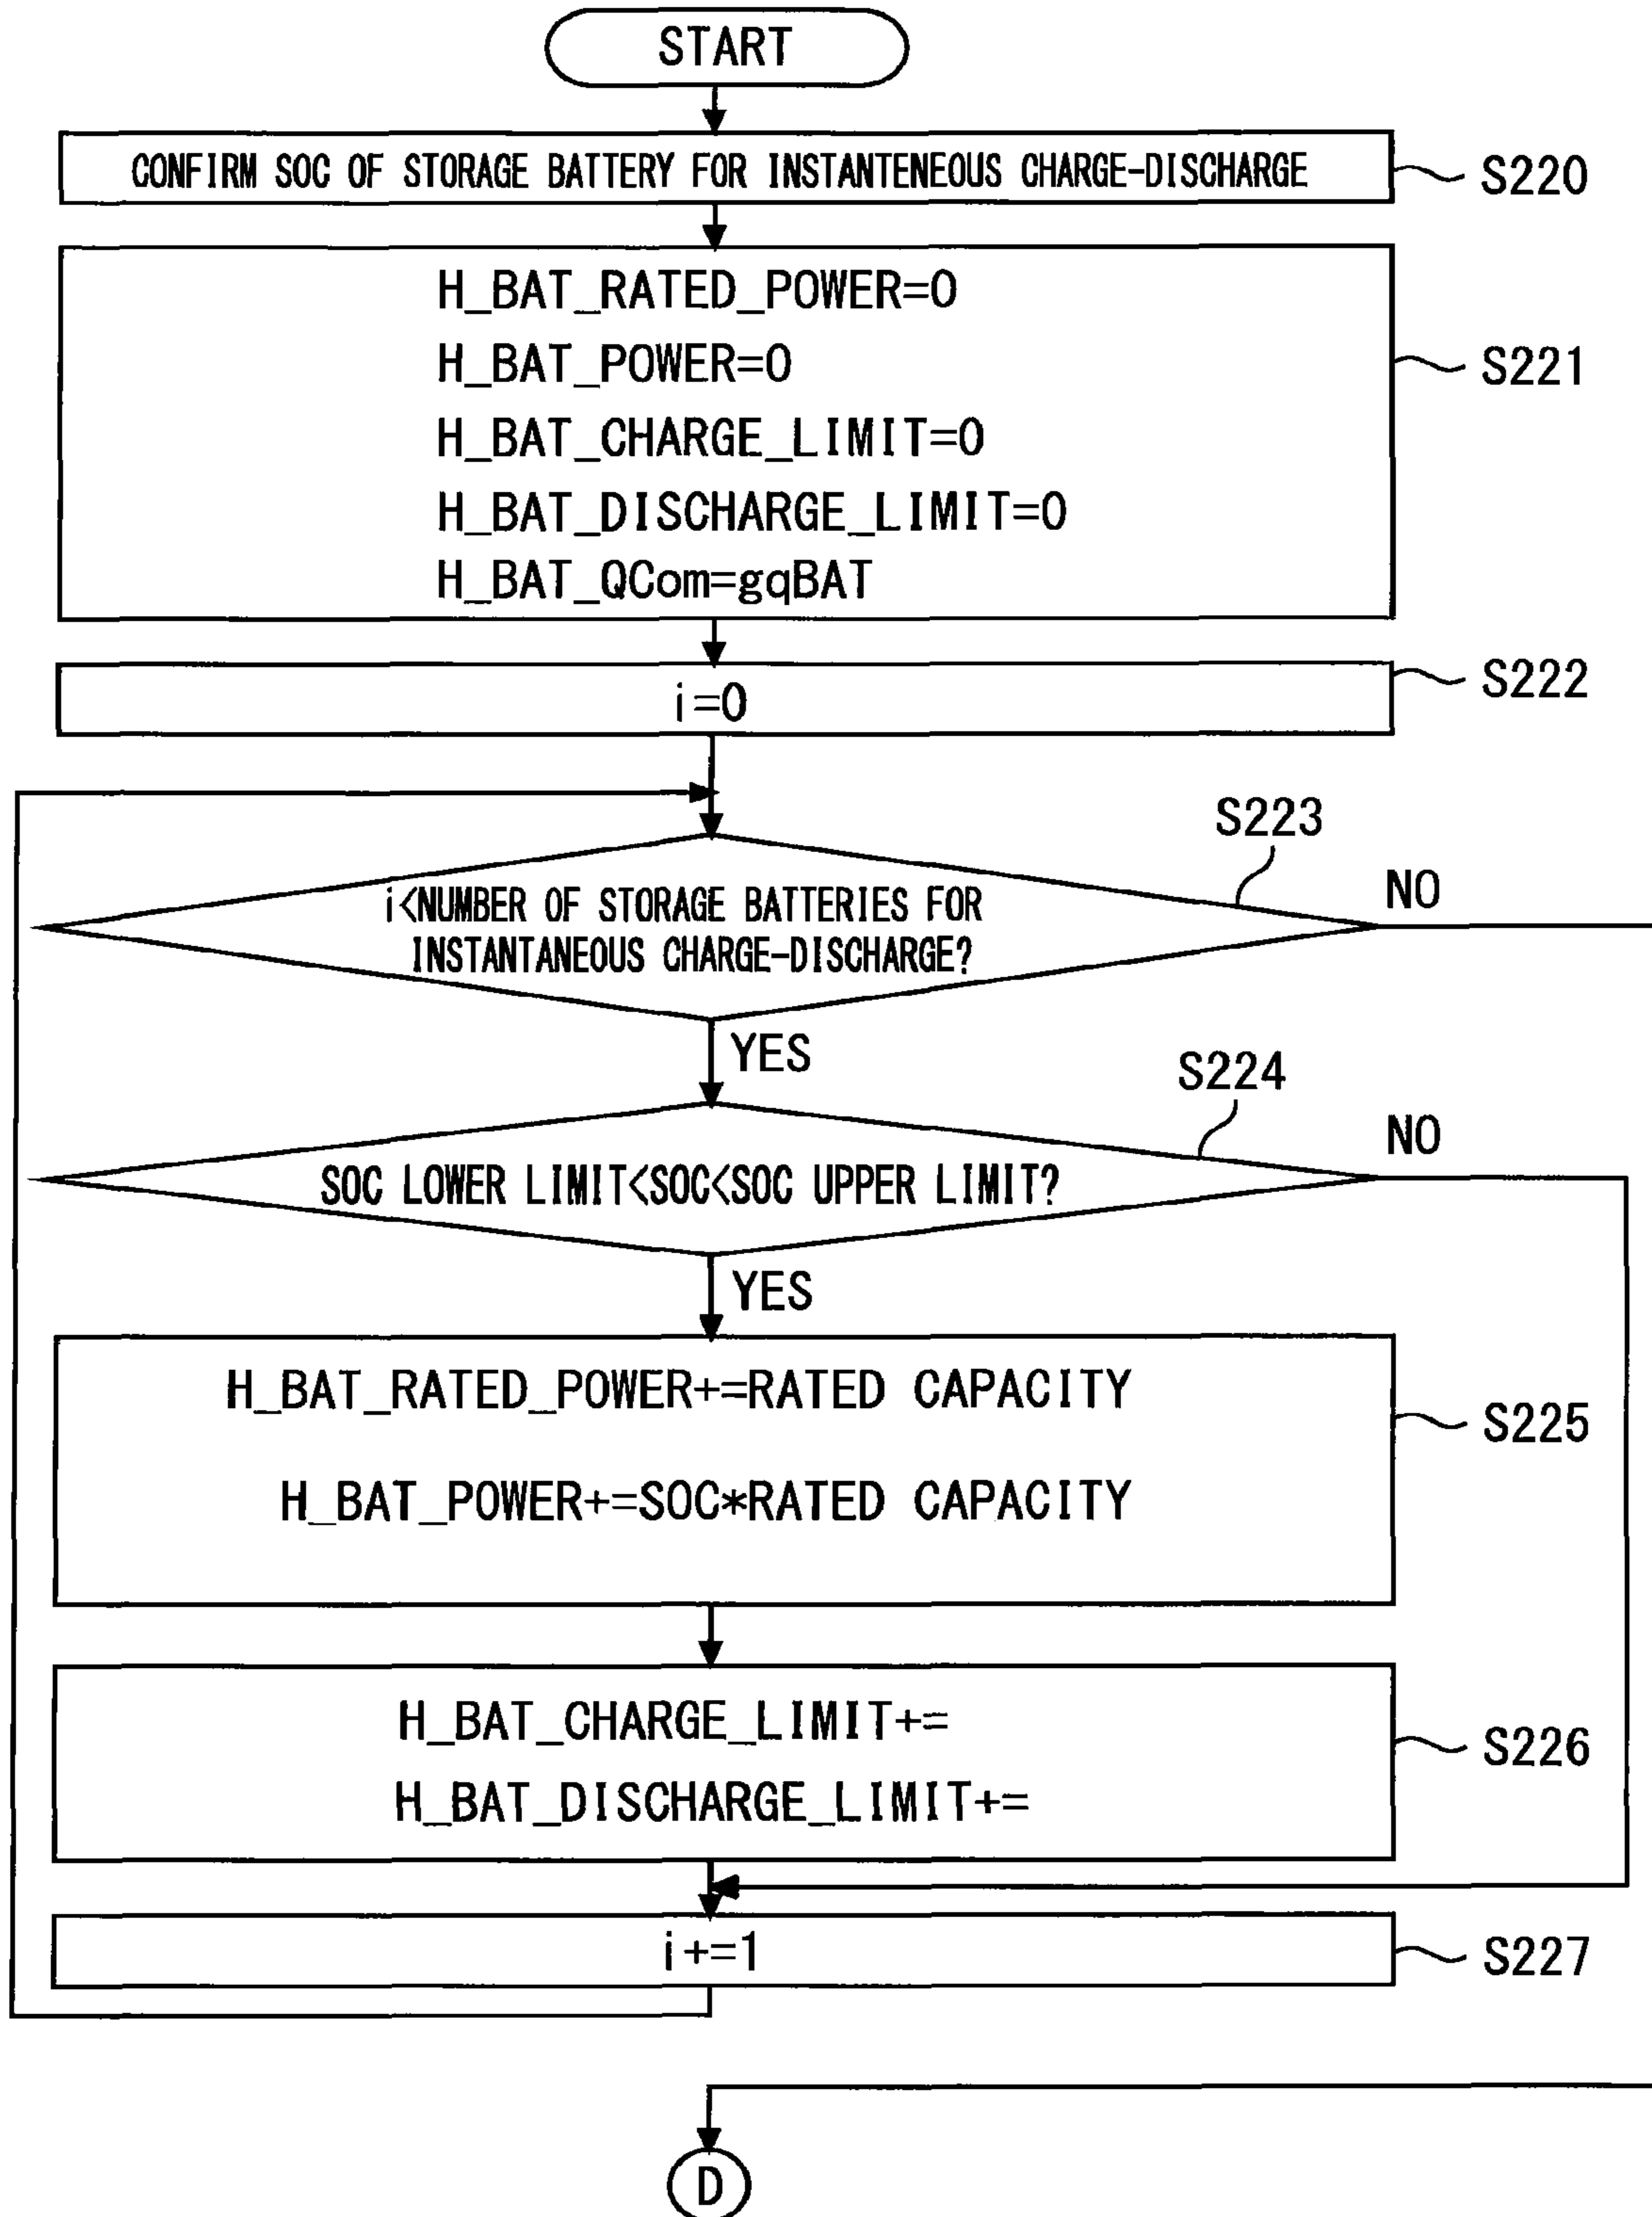 START
CONFIRM SOC OF STORAGE BATTERY FOR INSTANTENEOUS CHARGE-DISCHARGE
S220
H_BAT_RATED_POWER=0
H_BAT_POWER=0
H_BAT_CHARGE_LIMIT=0
H_BAT_DISCHARGE_LIMIT=0
H_BAT_QCom=gqBAT
S221
i=0
S222
S223
i<NUMBER OF STORAGE BATTERIES FOR
INSTANTANEOUS CHARGE-DISCHARGE?
NO
YES
S224
SOC LOWER LIMIT<SOC<SOC UPPER LIMIT?
NO
YES
H_BAT_RATED_POWER+=RATED CAPACITY
H_BAT_POWER+=SOC*RATED CAPACITY
S225
H_BAT_CHARGE_LIMIT+=
H_BAT_DISCHARGE_LIMIT+=
S226
i+=1
S227
D